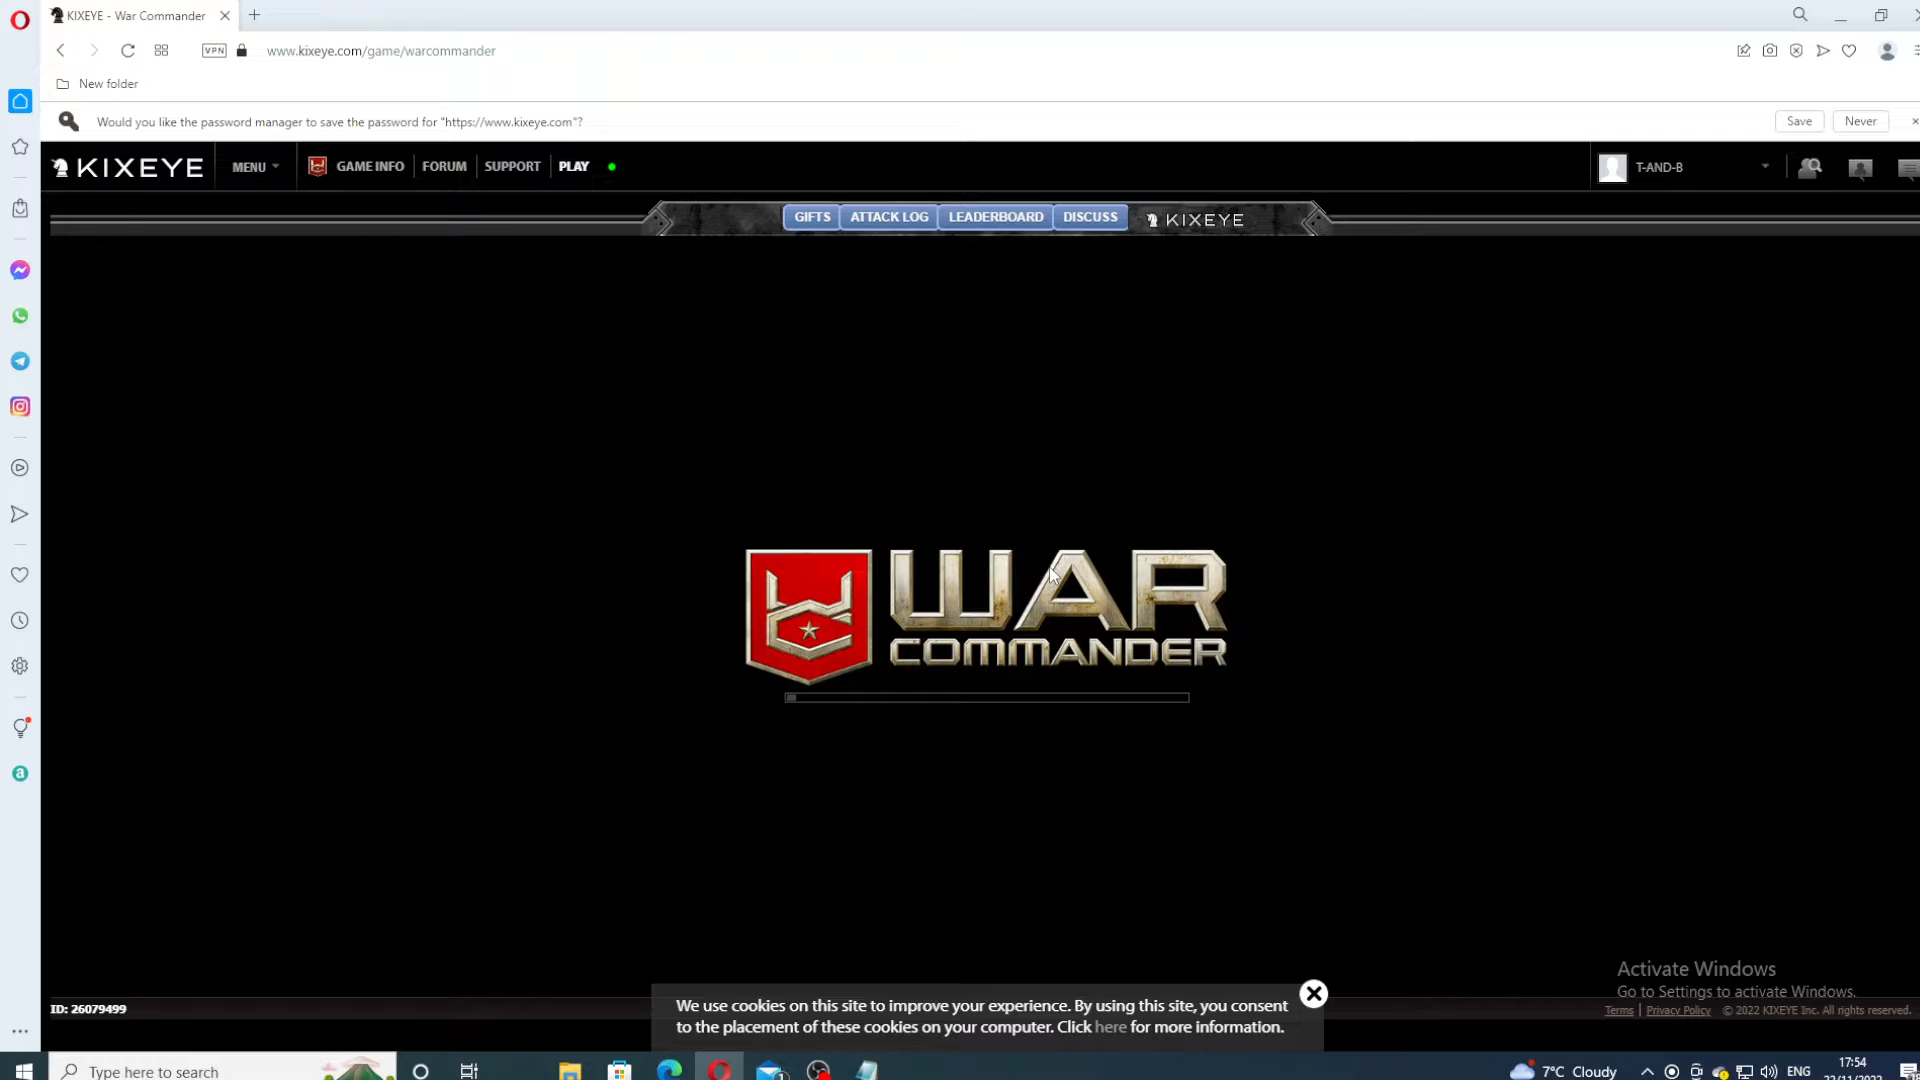 KIXEYE - War Commander
VPN
www.kixeye.com/game/warcommander
New folder
Would you like the password manager to save the password for "https://www.kixeye.com"?
Save
Never
KIXEYE
MENU
GAME INFO
FORUM
SUPPORT
PLAY
T-AND-B
GIFTS
ATTACK LOG
LEADERBOARD
DISCUSS
KIXEYE
WAR
COMMANDER
Activate Windows
Go to Settings to activate Windows.
ID: 26079499
We use cookies on this site to improve your experience. By using this site, you consent
to the placement of these cookies on your computer. Click here for more information.
Terms
Privacy Policy
© 2022 KIXEYE Inc. All rights reserved.
Type here to search
7°C Cloudy
ENG
17:54